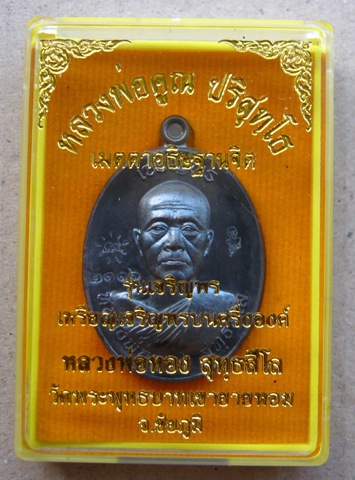 หลวงพ่อคูณ ปริสุทฺโธ
เมตตาอธิษฐานจิต
รุ่นเจริญพร
เหรียญเจริญพรบนครึ่งองค์
หลวงพ่อทอง สุทฺธสีโล
วัดพระพุทธบาทเขายายหอม
จ.ชัยภูมิ